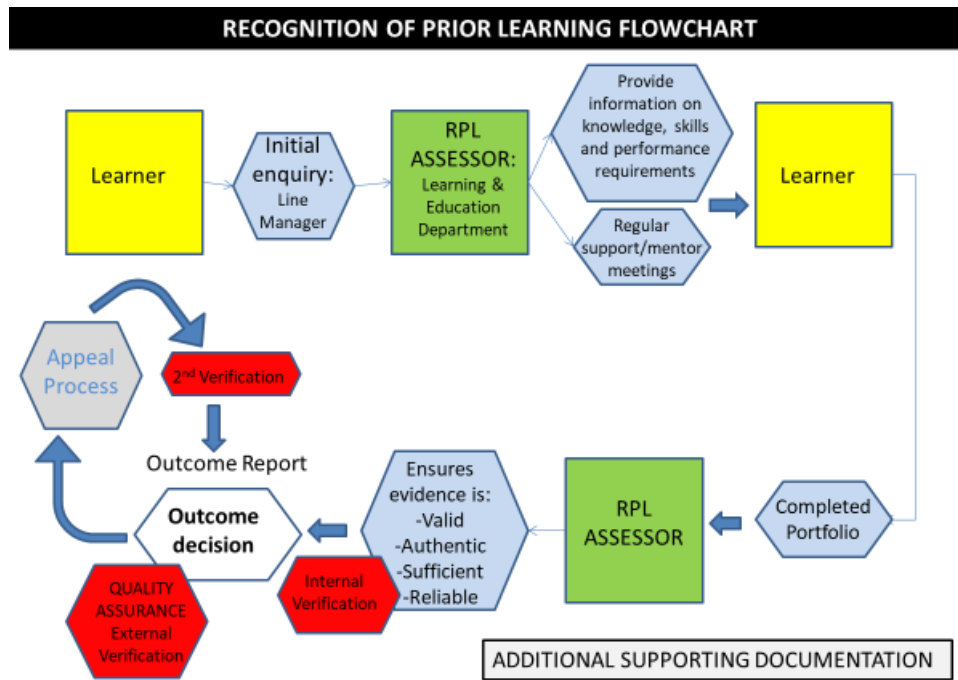 RECOGNITION OF PRIOR LEARNING FLOWCHART
Learner
Initial
enquiry:
Line
Manager
RPL
ASSESSOR:
Learning &
Education
Department
Provide
information on
knowledge, skills
and performance
requirements
Regular
support/mentor
meetings
Learner
Completed
Portfolio
RPL
ASSESSOR
Ensures
evidence is:
-Valid
-Authentic
-Sufficient
-Reliable
Internal
Verification
Outcome
decision
QUALITY
ASSURANCE
External
Verification
Appeal
Process
2nd Verification
Outcome Report
ADDITIONAL SUPPORTING DOCUMENTATION